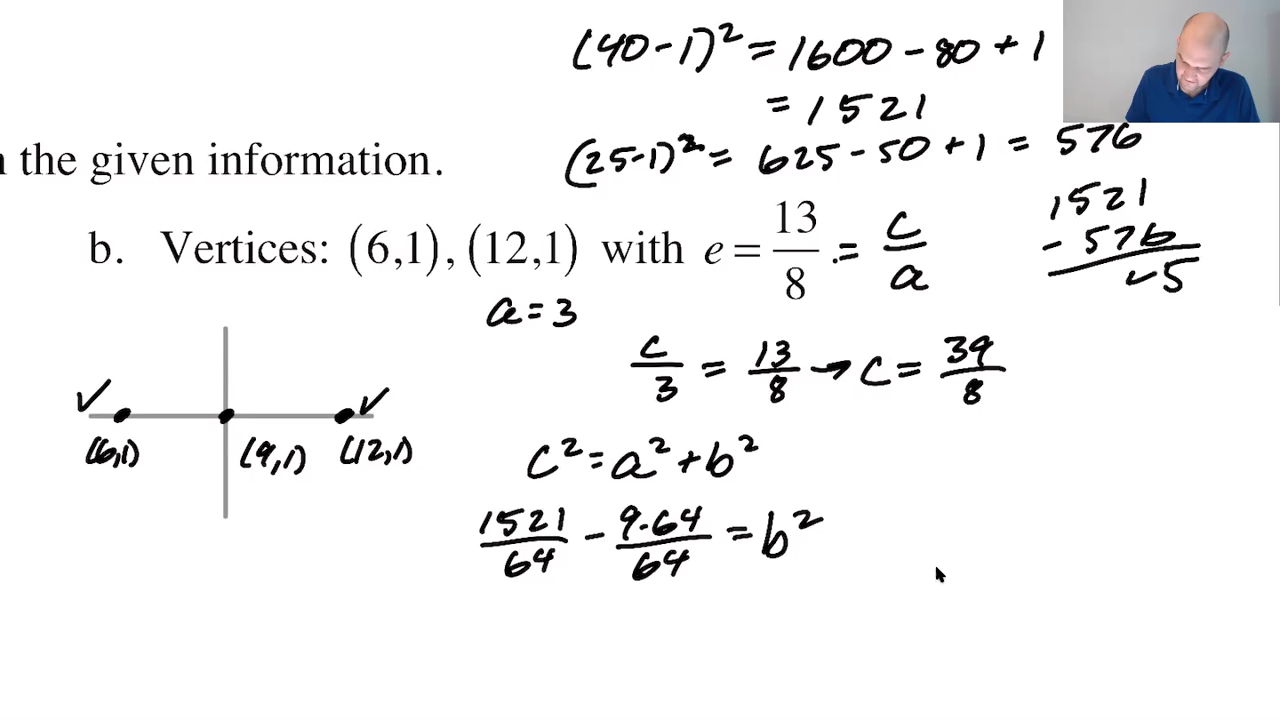 (40-1)² = 1600 - 80 + 1
= 1521
n the given information.
(25-1)² = 625 - 50 + 1 = 576
1521
- 576
5
b. Vertices: (6,1), (12,1) with e = 13/8 = c/a
a = 3
c/3 = 13/8 → c = 39/8
(6,1) (9,1) (12,1)
c² = a² + b²
1521/64 - 9·64/64 = b²